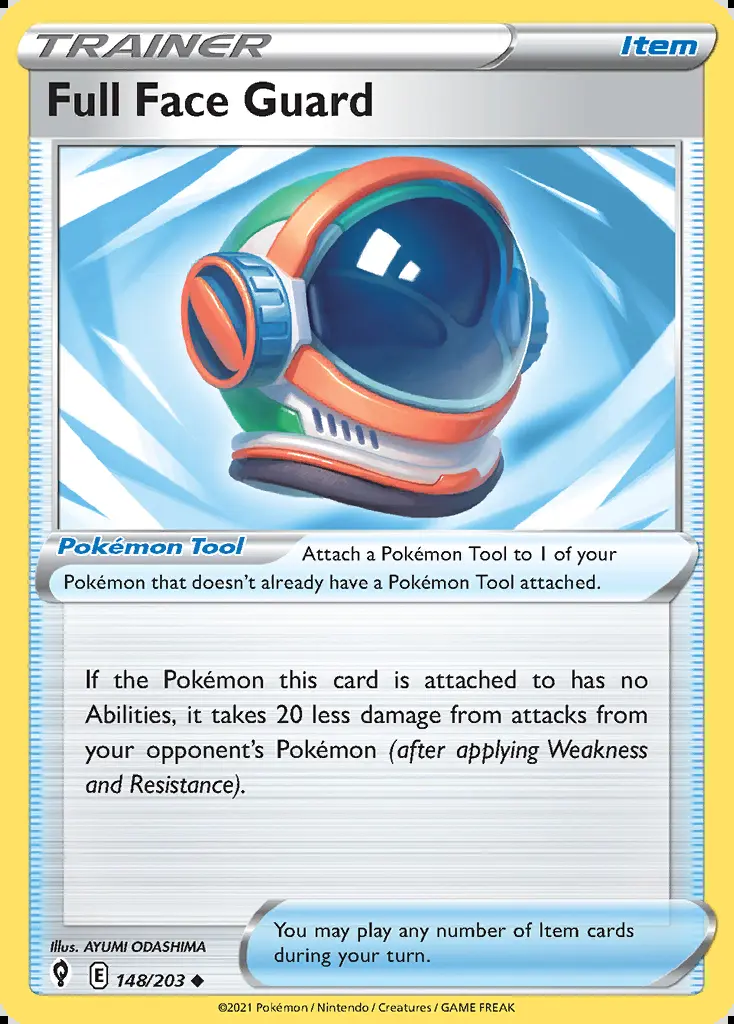 TRAINER
Item
Full Face Guard
Pokémon Tool
Attach a Pokémon Tool to 1 of your
Pokémon that doesn't already have a Pokémon Tool attached.
If the Pokémon this card is attached to has no
Abilities, it takes 20 less damage from attacks from
your opponent's Pokémon (after applying Weakness
and Resistance).
You may play any number of Item cards
during your turn.
Illus. AYUMI ODASHIMA
E 148/203
©2021 Pokémon / Nintendo / Creatures / GAME FREAK